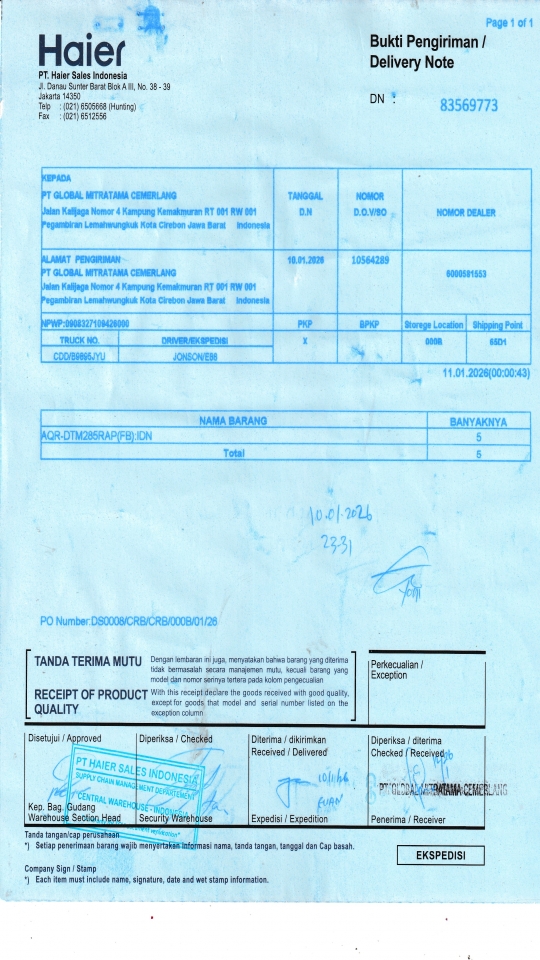 Page 1 of 1
Haier
Bukti Pengiriman /
Delivery Note
PT. Haier Sales Indonesia
Jl. Danau Sunter Barat Blok A III, No. 38 - 39
Jakarta 14350
Telp : (021) 6505668 (Hunting)
Fax : (021) 6512556
DN : 83569773
KEPADA
PT GLOBAL MITRATAMA CEMERLANG
Jalan Kalijaga Nomor 4 Kampung Kemakmuran RT 001 RW 001
Pegambiran Lemahwungkuk Kota Cirebon Jawa Barat Indonesia
TANGGAL
D.N
NOMOR
D.O.V/SO
NOMOR DEALER
ALAMAT PENGIRIMAN
PT GLOBAL MITRATAMA CEMERLANG
Jalan Kalijaga Nomor 4 Kampung Kemakmuran RT 001 RW 001
Pegambiran Lemahwungkuk Kota Cirebon Jawa Barat Indonesia
10.01.2026
10564289
6000581553
NPWP:0908327109426000
PKP
BPKP
Storege Location
Shipping Point
TRUCK NO.
DRIVER/EKSPEDISI
X
000B
65D1
CDD/B9895JYU
JONSON/EB6
11.01.2026(00:00:43)
NAMA BARANG
BANYAKNYA
AQR-DTM285RAP(FB):IDN
5
Total
5
10.01.2026
23.31
PO Number:DS0008/CRB/CRB/000B/01/26
TANDA TERIMA MUTU
Dengan lembaran ini juga, menyatakan bahwa barang yang diterima
tidak bermasalah secara manajemen mutu, kecuali barang yang
model dan nomor serinya tertera pada kolom pengecualian
RECEIPT OF PRODUCT
QUALITY
With this receipt declare the goods received with good quality,
except for goods that model and serial number listed on the
exception column
Perkecualian /
Exception
Disetujui / Approved
Diperiksa / Checked
Diterima / dikirimkan
Received / Delivered
Diperiksa / diterima
Checked / Received
PT HAIER SALES INDONESIA
SUPPLY CHAIN MANAGEMENT DEPARTEMENT
CENTRAL WAREHOUSE - INDONESIA
10/1/26
PT GLOBAL MITRATAMA CEMERLANG
Kep. Bag. Gudang
Warehouse Section Head
Security Warehouse
Expedisi / Expedition
Penerima / Receiver
Tanda tangan/cap perusahaan
*) Setiap penerimaan barang wajib menyertakan informasi nama, tanda tangan, tanggal dan Cap basah.
EKSPEDISI
Company Sign / Stamp
*) Each item must include name, signature, date and wet stamp information.